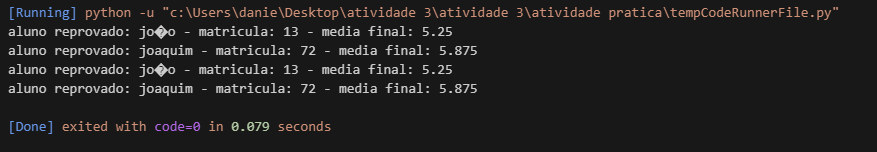 [Running] python -u "c:\Users\danie\Desktop\atividade 3\atividade 3\atividade pratica\tempCodeRunnerFile.py"
aluno reprovado: jo�o - matricula: 13 - media final: 5.25
aluno reprovado: joaquim - matricula: 72 - media final: 5.875
aluno reprovado: jo�o - matricula: 13 - media final: 5.25
aluno reprovado: joaquim - matricula: 72 - media final: 5.875
[Done] exited with code=0 in 0.079 seconds